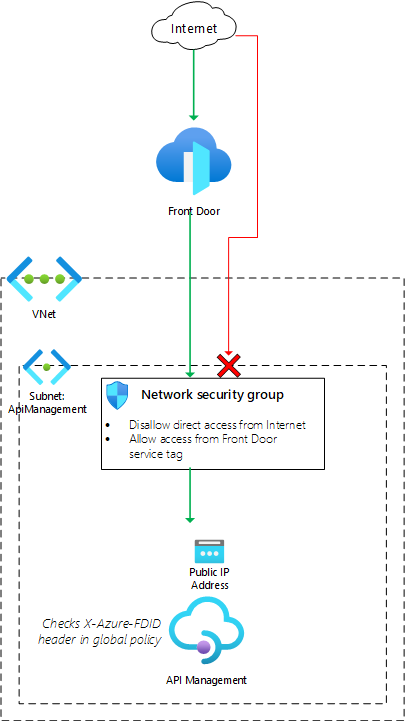 Internet
Front Door
VNet
Subnet:
ApiManagement
Network security group
• Disallow direct access from Internet
• Allow access from Front Door
service tag
Public IP
Address
Checks X-Azure-FDID
header in global policy
API Management